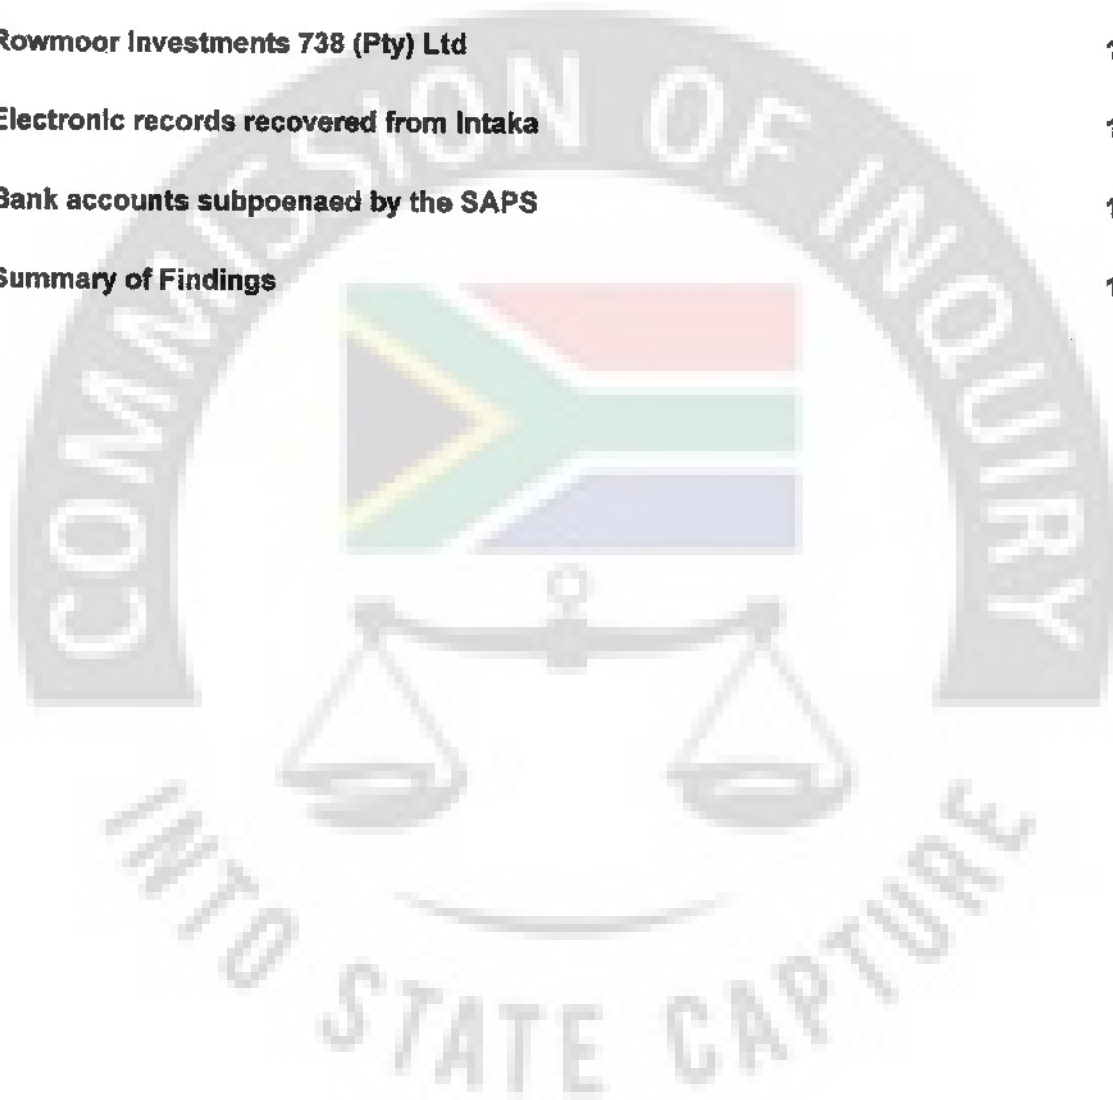 Rowmoor Investments 738 (Pty) Ltd
Electronic records recovered from Intaka
Bank accounts subpoenaed by the SAPS
Summary of Findings
COMMISSION OF INQUIRY
INTO STATE CAPTURE